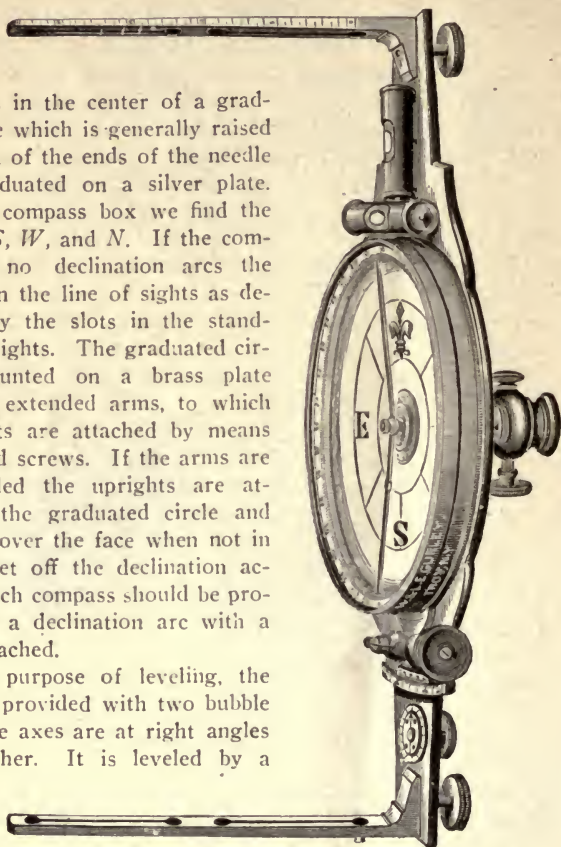 in the center of a grad-
e which is generally raised
of the ends of the needle
duated on a silver plate.
compass box we find the
S, W, and N. If the com-
no declination arcs the
n the line of sights as de-
y the slots in the stand-
ights. The graduated cir-
unted on a brass plate
extended arms, to which
ts are attached by means
d screws. If the arms are
led the uprights are at-
the graduated circle and
over the face when not in
et off the declination ac-
ch compass should be pro-
a declination arc with a
ached.
purpose of leveling, the
provided with two bubble
e axes are at right angles
her. It is leveled by a
E
S
L.E. GURLEY
TROY, N.Y.